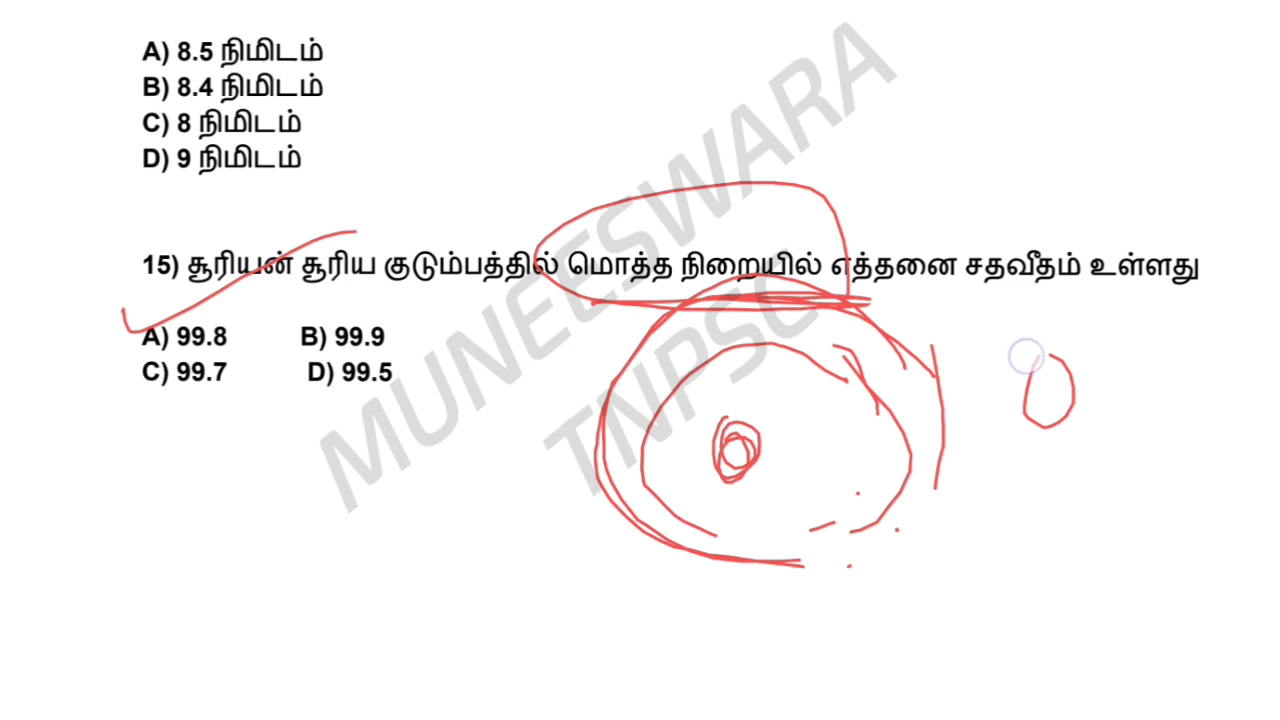 A) 8.5 நிமிடம்
B) 8.4 நிமிடம்
C) 8 நிமிடம்
D) 9 நிமிடம்
15) சூரியன் சூரிய குடும்பத்தில் மொத்த நிறையில் எத்தனை சதவீதம் உள்ளது
A) 99.8 B) 99.9
C) 99.7 D) 99.5
MUNEESWARA
TNPSC